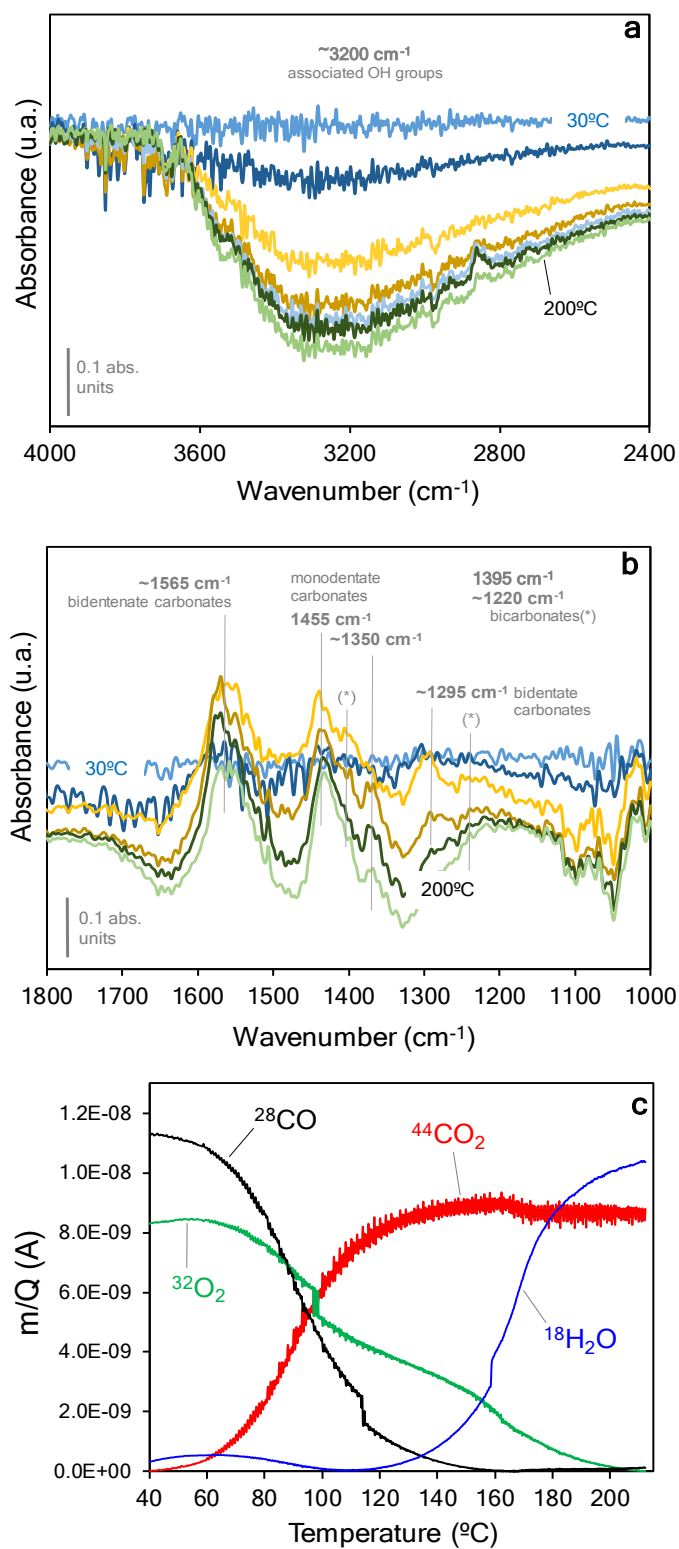 a
~3200 cm-1
associated OH groups
30ºC
200ºC
0.1 abs.
units
Absorbance (u.a.)
4000 3600 3200 2800 2400
Wavenumber (cm-1)
b
~1565 cm-1
bidentenate carbonates
monodentate
carbonates
1455 cm-1
~1350 cm-1
1395 cm-1
~1220 cm-1
bicarbonates(*)
(*)
~1295 cm-1 bidentate
carbonates
(*)
30ºC
200ºC
0.1 abs.
units
Absorbance (u.a.)
1800 1700 1600 1500 1400 1300 1200 1100 1000
Wavenumber (cm-1)
c
1.2E-08
1.0E-08
8.0E-09
6.0E-09
4.0E-09
2.0E-09
0.0E+00
28CO
44CO2
32O2
18H2O
m/Q (A)
40 60 80 100 120 140 160 180 200
Temperature (ºC)